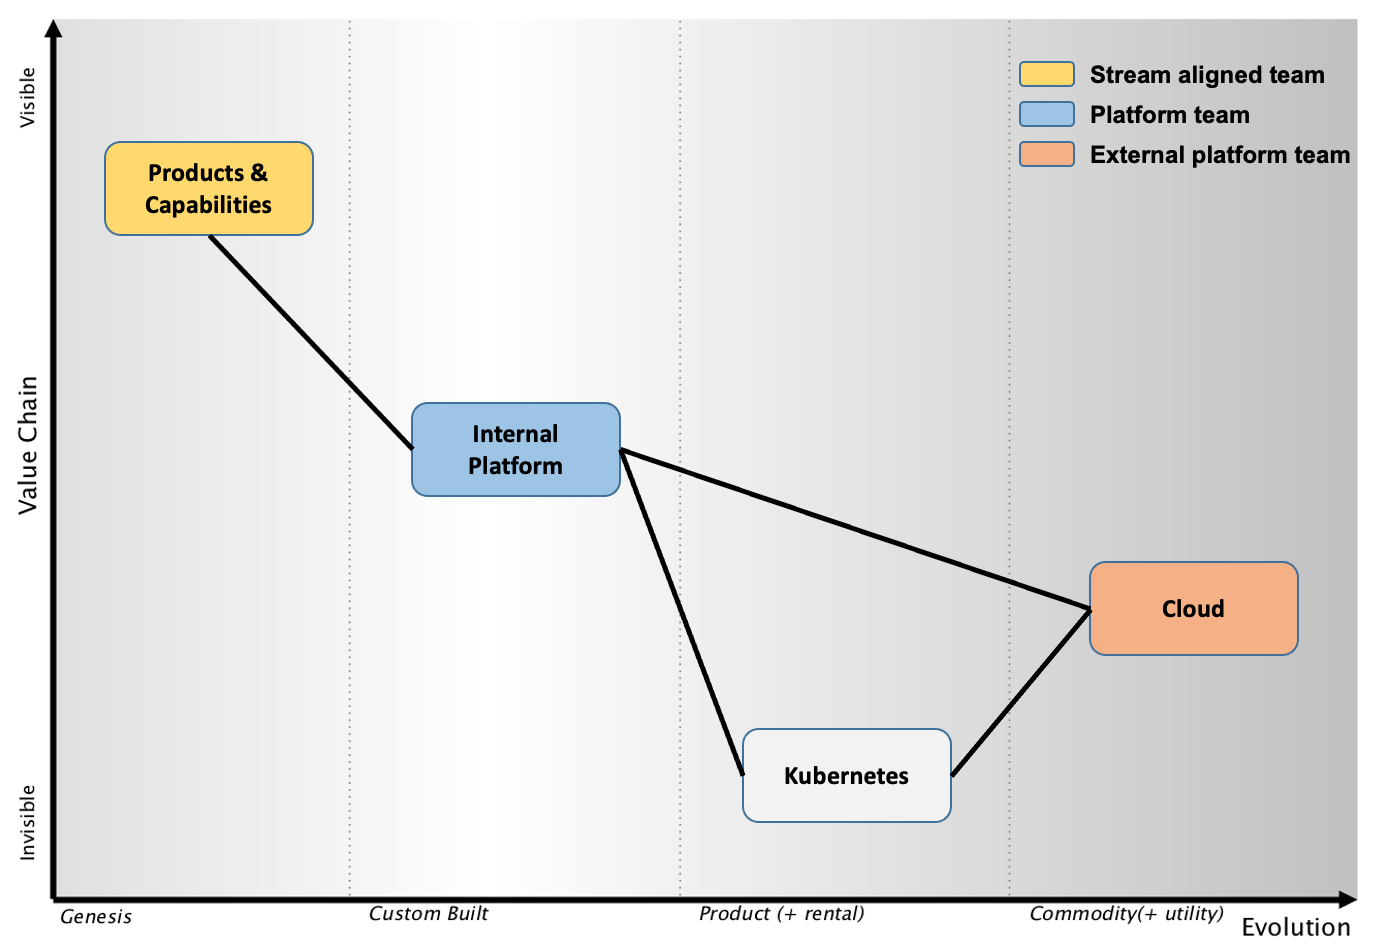 Visible
Stream aligned team
Platform team
External platform team
Products &
Capabilities
Value Chain
Internal
Platform
Cloud
Kubernetes
Invisible
Genesis
Custom Built
Product (+ rental)
Commodity(+ utility)
Evolution